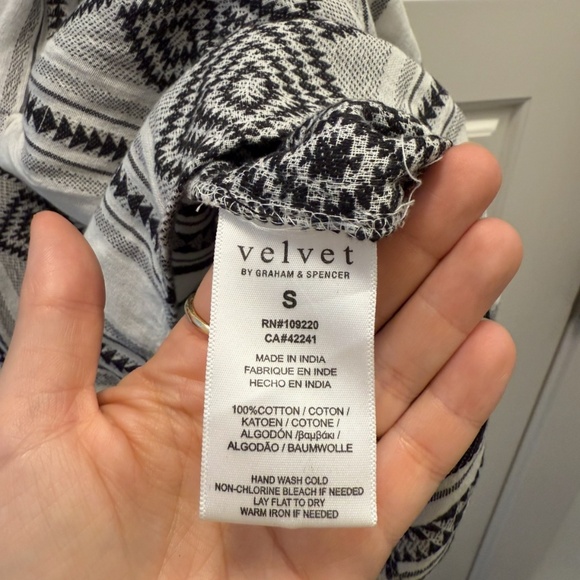 velvet
BY GRAHAM & SPENCER
S
RN#109220
CA#42241
MADE IN INDIA
FABRIQUE EN INDE
HECHO EN INDIA
100%COTTON / COTON /
KATOEN / COTONE /
ALGODÓN /βαμβάκι /
ALGODÃO / BAUMWOLLE
HAND WASH COLD
NON-CHLORINE BLEACH IF NEEDED
LAY FLAT TO DRY
WARM IRON IF NEEDED